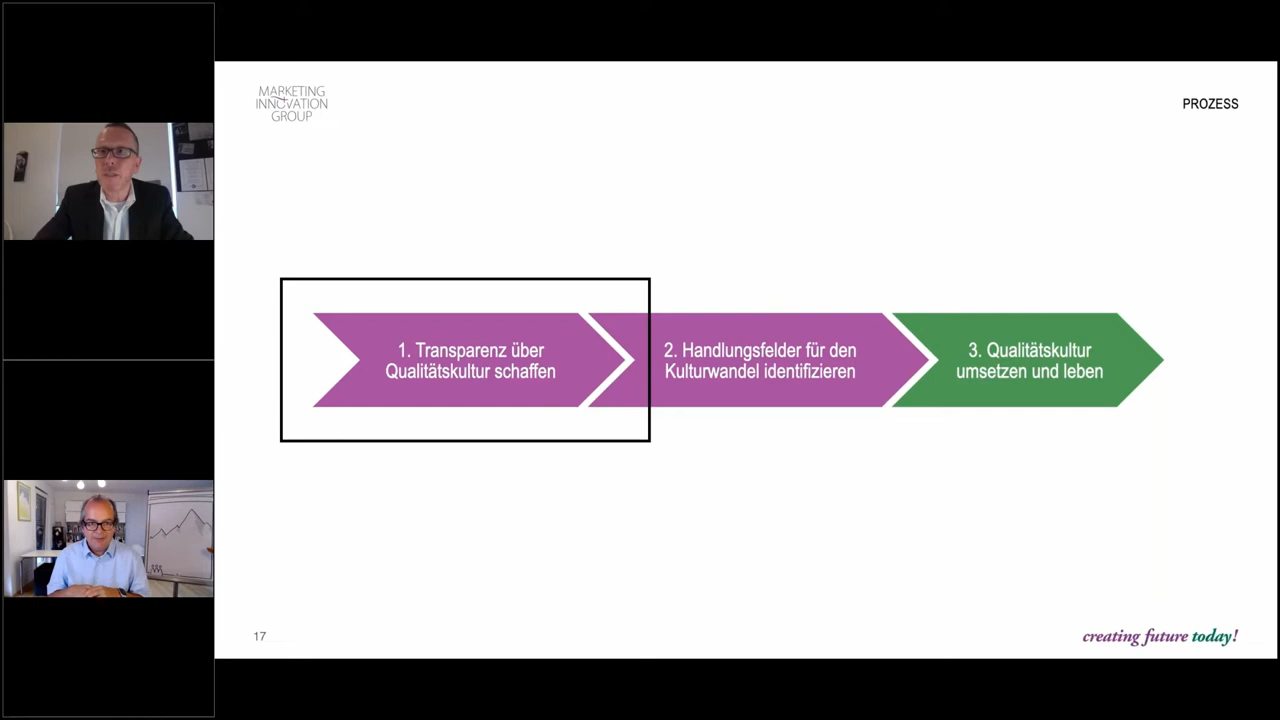 MARKETING
INNOVATION
GROUP
PROZESS
1. Transparenz über
Qualitätskultur schaffen
2. Handlungsfelder für den
Kulturwandel identifizieren
3. Qualitätskultur
umsetzen und leben
17
creating future today!